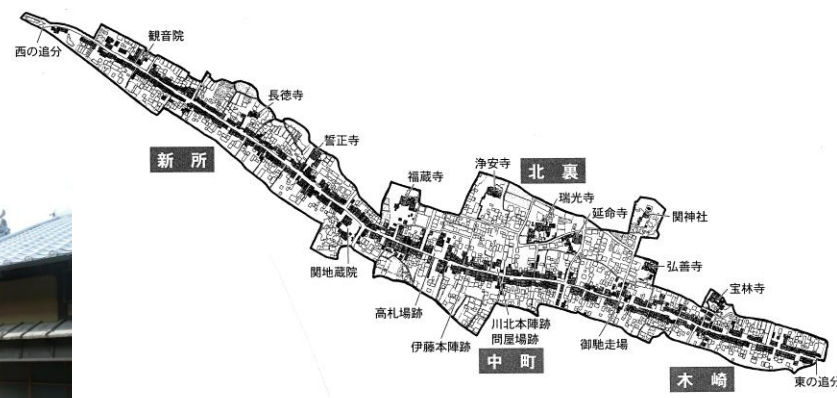 西の追分
観音院
長徳寺
誓正寺
新所
福蔵寺
浄安寺
北裏
瑞光寺
延命寺
関神社
弘善寺
宝林寺
関地蔵院
高札場跡
伊藤本陣跡
川北本陣跡
問屋場跡
中町
御馳走場
木崎
東の追分